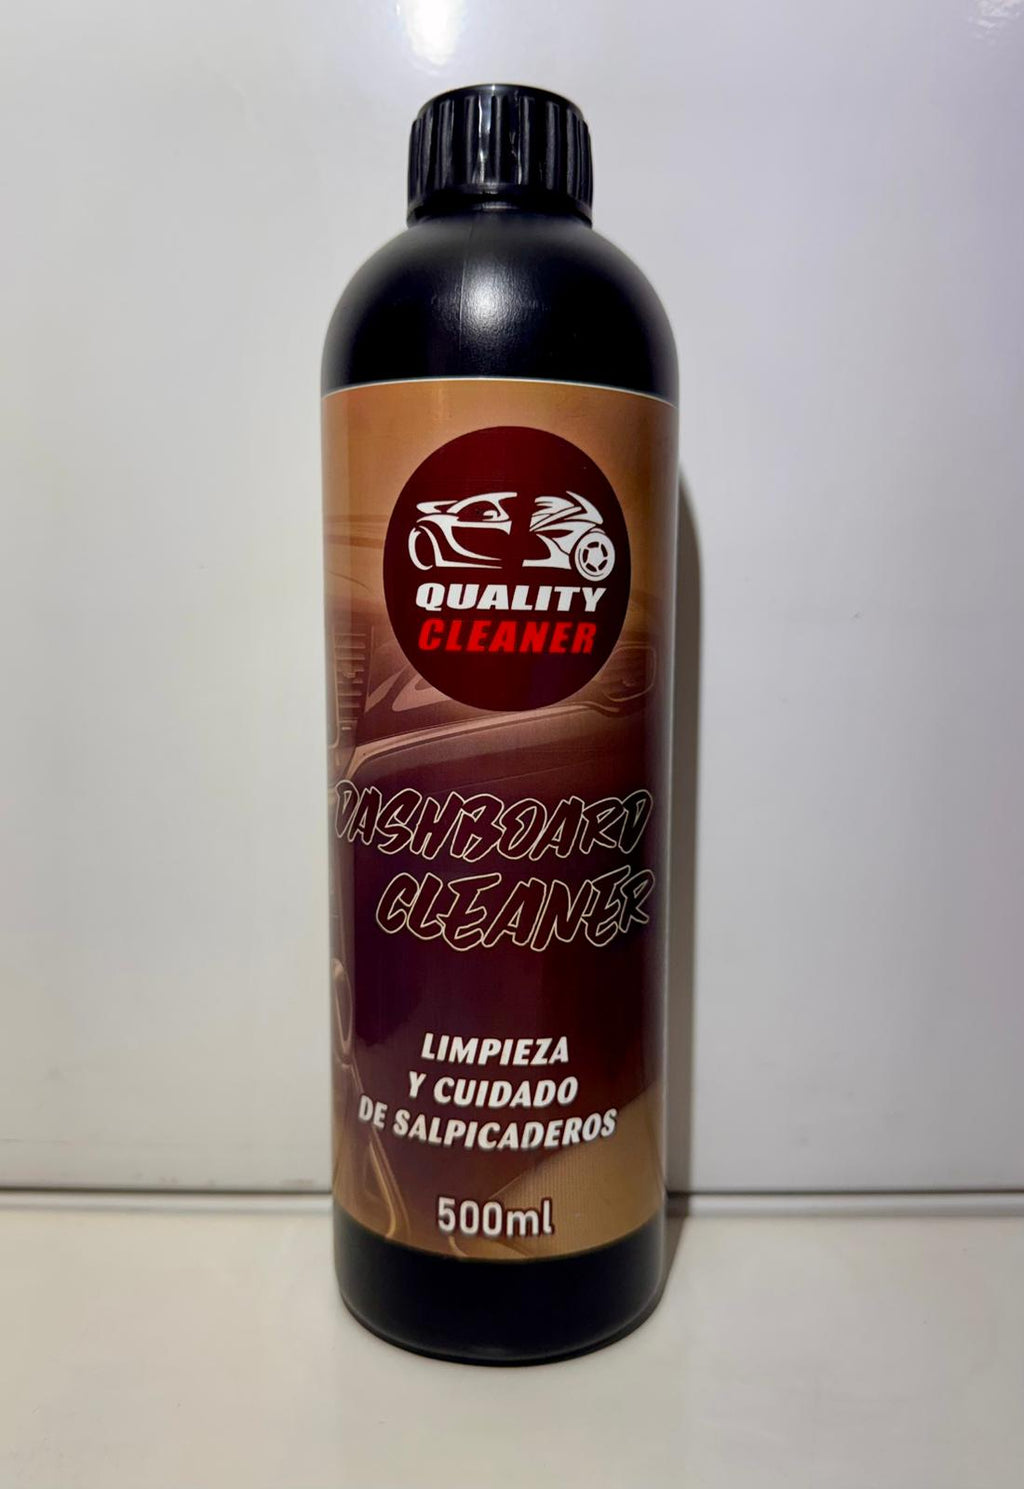 QUALITY
CLEANER
DASHBOARD
CLEANER
LIMPIEZA
Y CUIDADO
DE SALPICADEROS
500ml